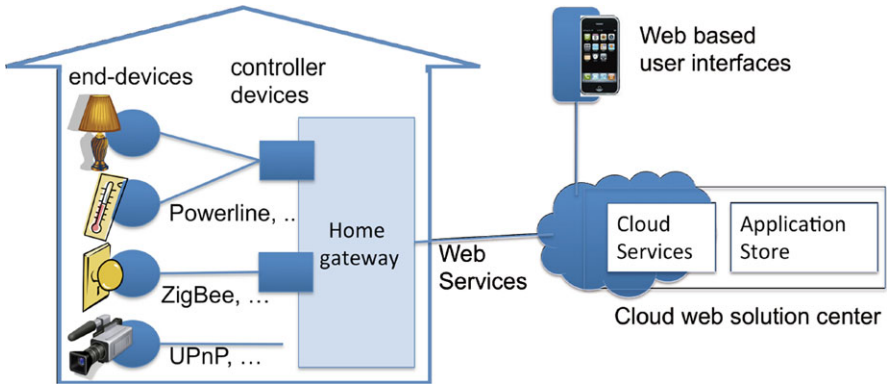 end-devices
controller
devices
Powerline, ..
ZigBee, ...
UPnP, ...
Home
gateway
Web
Services
Web based
user interfaces
Cloud
Services
Application
Store
Cloud web solution center